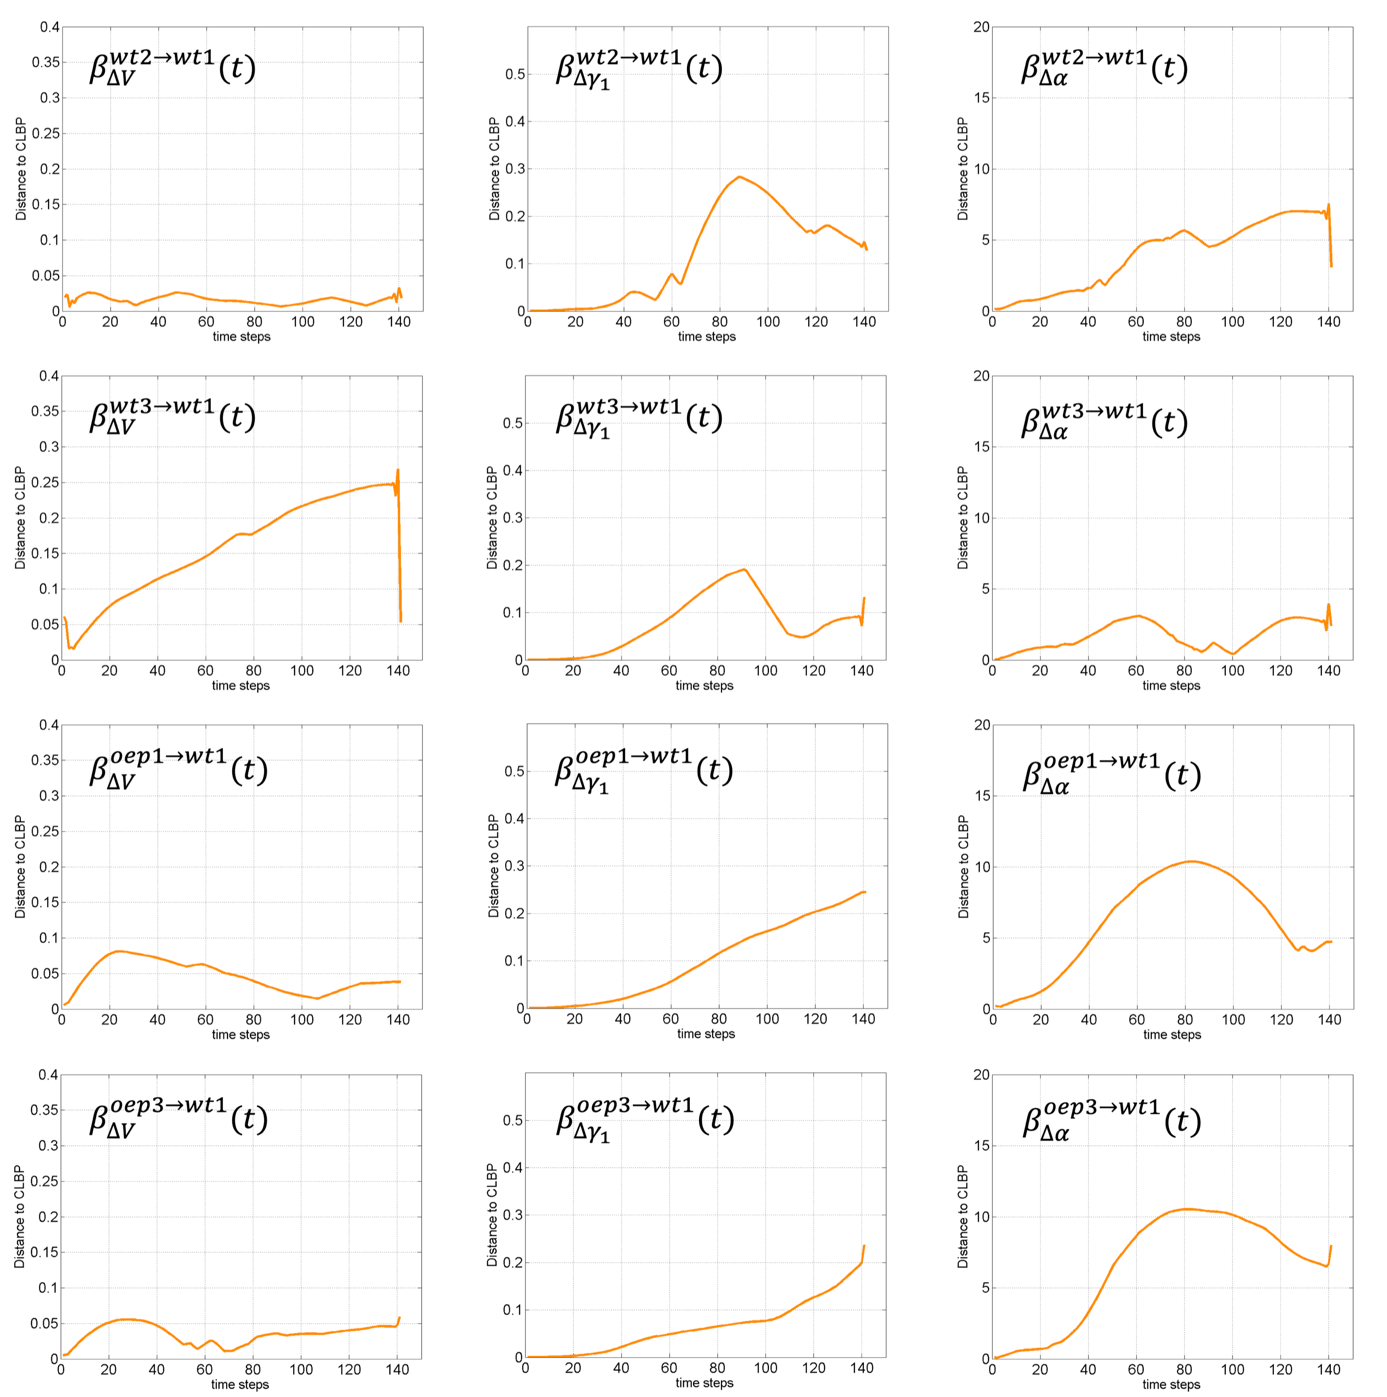 0.4
0.35
0.3
0.25
0.2
0.15
0.1
0.05
0
0 20 40 60 80 100 120 140
time steps
Distance to CLBP
β_{ΔV}^{wt2→wt1}(t)
0.5
0.4
0.3
0.2
0.1
0
0 20 40 60 80 100 120 140
time steps
Distance to CLBP
β_{Δγ_1}^{wt2→wt1}(t)
20
15
10
5
0
0 20 40 60 80 100 120 140
time steps
Distance to CLBP
β_{Δα}^{wt2→wt1}(t)
0.4
0.35
0.3
0.25
0.2
0.15
0.1
0.05
0
0 20 40 60 80 100 120 140
time steps
Distance to CLBP
β_{ΔV}^{wt3→wt1}(t)
0.5
0.4
0.3
0.2
0.1
0
0 20 40 60 80 100 120 140
time steps
Distance to CLBP
β_{Δγ_1}^{wt3→wt1}(t)
20
15
10
5
0
0 20 40 60 80 100 120 140
time steps
Distance to CLBP
β_{Δα}^{wt3→wt1}(t)
0.4
0.35
0.3
0.25
0.2
0.15
0.1
0.05
0
0 20 40 60 80 100 120 140
time steps
Distance to CLBP
β_{ΔV}^{oep1→wt1}(t)
0.5
0.4
0.3
0.2
0.1
0
0 20 40 60 80 100 120 140
time steps
Distance to CLBP
β_{Δγ_1}^{oep1→wt1}(t)
20
15
10
5
0
0 20 40 60 80 100 120 140
time steps
Distance to CLBP
β_{Δα}^{oep1→wt1}(t)
0.4
0.35
0.3
0.25
0.2
0.15
0.1
0.05
0
0 20 40 60 80 100 120 140
time steps
Distance to CLBP
β_{ΔV}^{oep3→wt1}(t)
0.5
0.4
0.3
0.2
0.1
0
0 20 40 60 80 100 120 140
time steps
Distance to CLBP
β_{Δγ_1}^{oep3→wt1}(t)
20
15
10
5
0
0 20 40 60 80 100 120 140
time steps
Distance to CLBP
β_{Δα}^{oep3→wt1}(t)